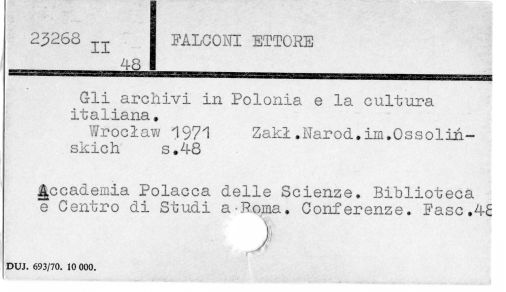 23268 II
48
FALCONI ETTORE
Gli archivi in Polonia e la cultura
italiana.
Wrocław 1971 Zakł.Narod.im.Ossoliń-
skich s.48
Accademia Polacca delle Scienze. Biblioteca
e Centro di Studi a Roma. Conferenze. Fasc.48
DUJ. 693/70. 10 000.